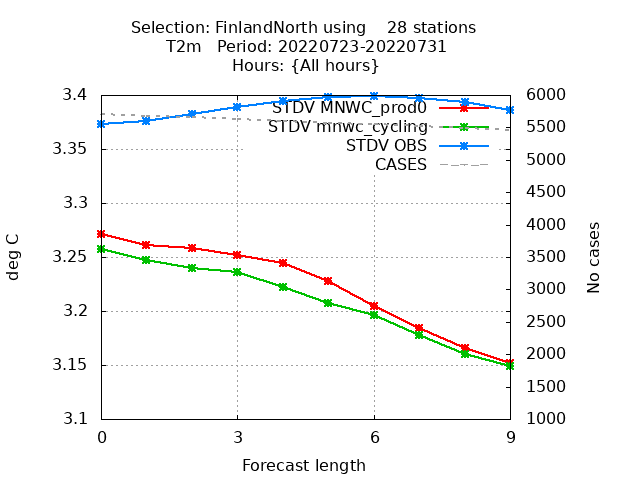 Selection: FinlandNorth using    28 stations
T2m   Period: 20220723-20220731
Hours: {All hours}
3.4
3.35
3.3
3.25
3.2
3.15
3.1
deg C
STDV MNWC_prod0
STDV mnwc_cycling
STDV OBS
CASES
6000
5500
5000
4500
4000
3500
3000
2500
2000
1500
1000
No cases
0 3 6 9
Forecast length